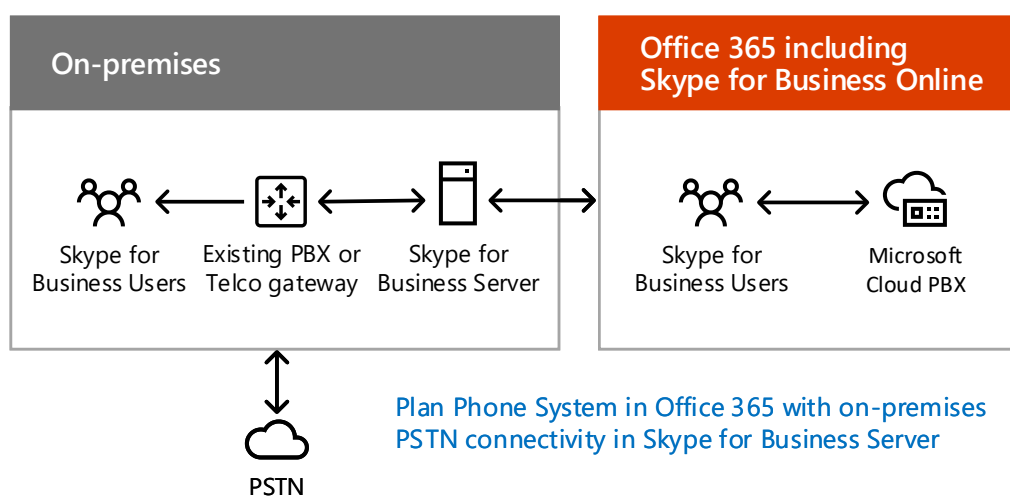 On-premises
Office 365 including
Skype for Business Online
Skype for
Business Users
Existing PBX or
Telco gateway
Skype for
Business Server
Skype for
Business Users
Microsoft
Cloud PBX
Plan Phone System in Office 365 with on-premises
PSTN connectivity in Skype for Business Server
PSTN